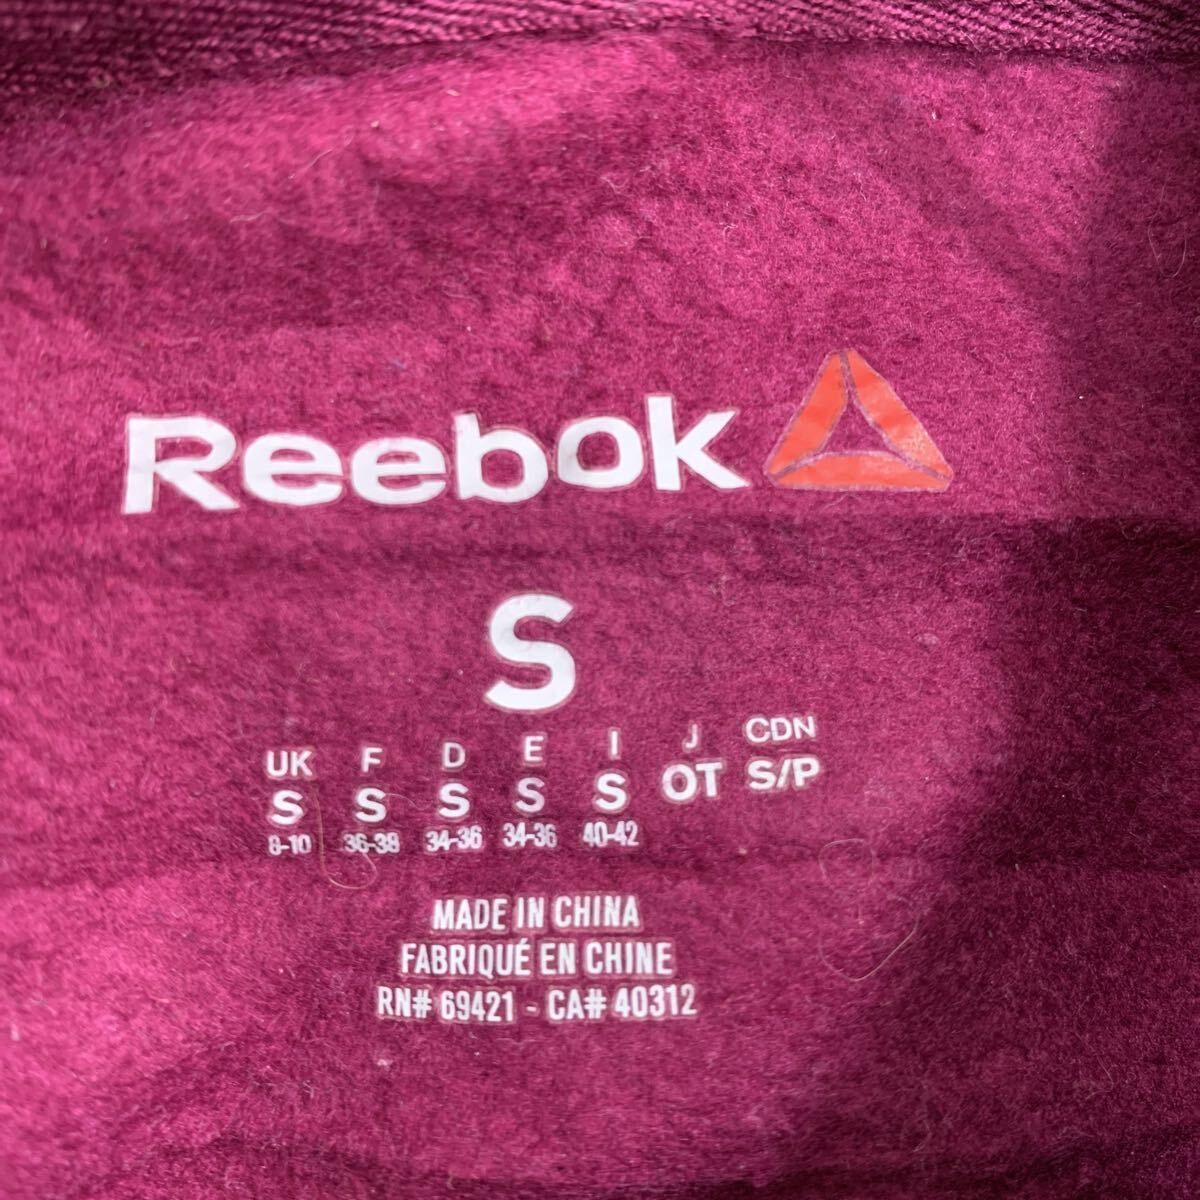 Reebok
S
UK F D E I J CDN
S S S S S OT S/P
8-10 36-38 34-36 34-36 40-42
MADE IN CHINA
FABRIQUÉ EN CHINE
RN# 69421 - CA# 40312